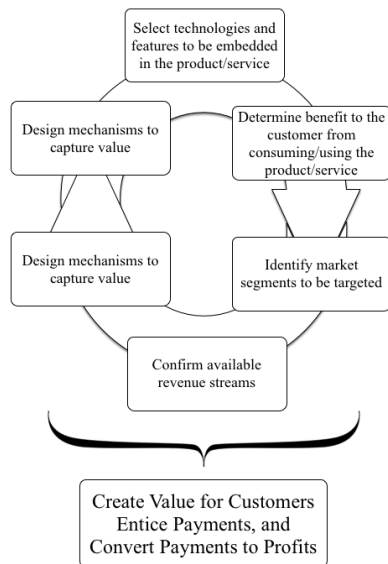 Select technologies and
features to be embedded
in the product/service
Design mechanisms to
capture value
Determine benefit to the
customer from
consuming/using the
product/service
Design mechanisms to
capture value
Identify market
segments to be targeted
Confirm available
revenue streams
Create Value for Customers
Entice Payments, and
Convert Payments to Profits